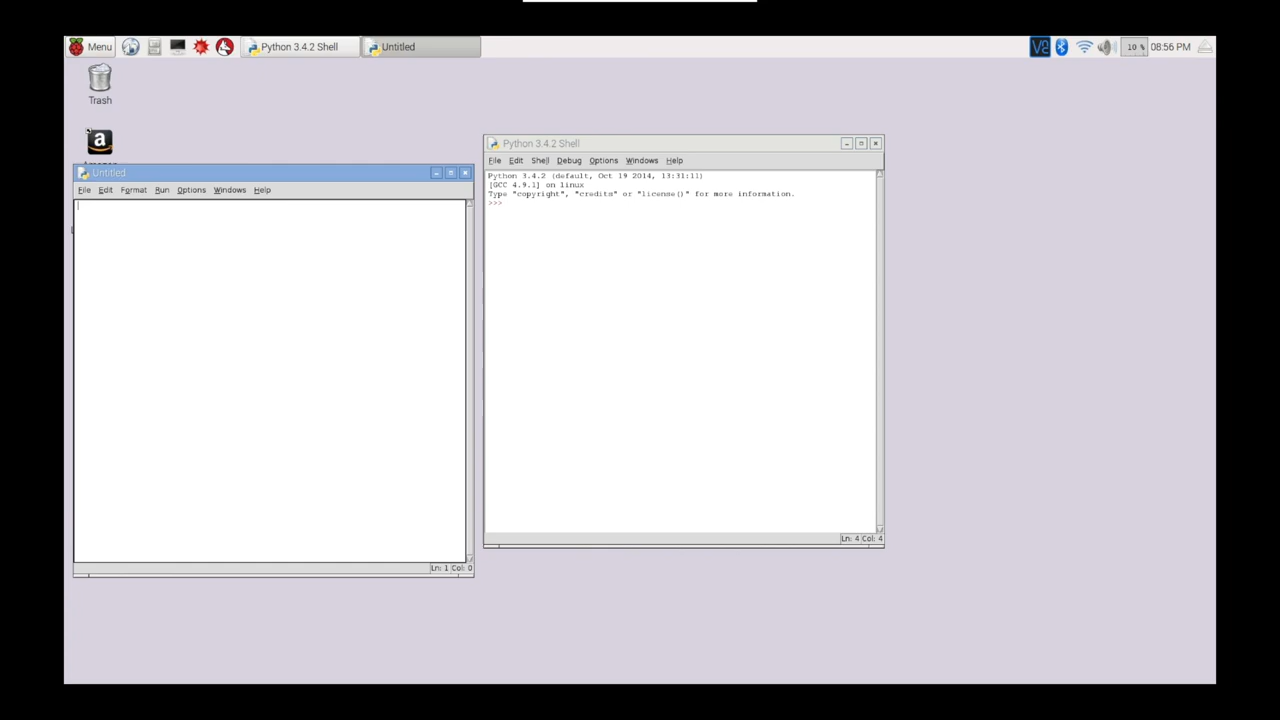 Menu
Python 3.4.2 Shell
Untitled
10 %
08:56 PM
Trash
Untitled
File Edit Format Run Options Windows Help
Ln: 1 Col: 0
Python 3.4.2 Shell
File Edit Shell Debug Options Windows Help
Python 3.4.2 (default, Oct 19 2014, 13:31:11)
[GCC 4.9.1] on linux
Type "copyright", "credits" or "license()" for more information.
>>>
Ln: 4 Col: 4